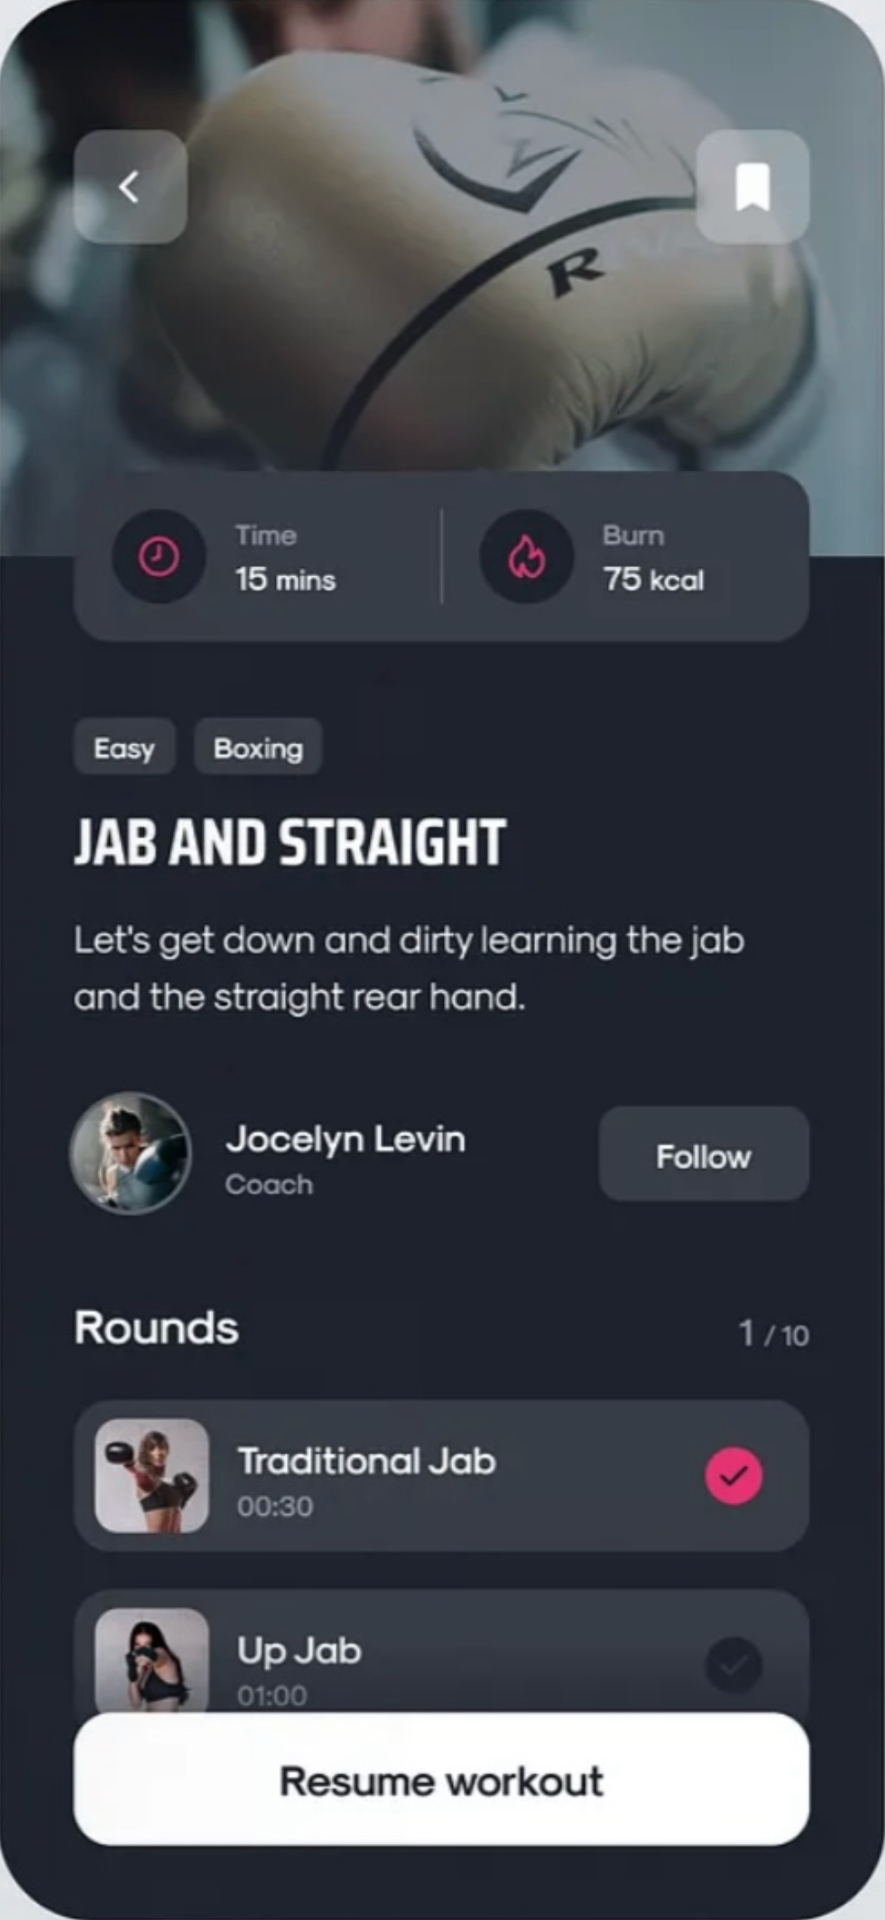 R
Time
15 mins
Burn
75 kcal
Easy
Boxing
JAB AND STRAIGHT
Let's get down and dirty learning the jab
and the straight rear hand.
Jocelyn Levin
Coach
Follow
Rounds
1 / 10
Traditional Jab
00:30
Up Jab
01:00
Resume workout